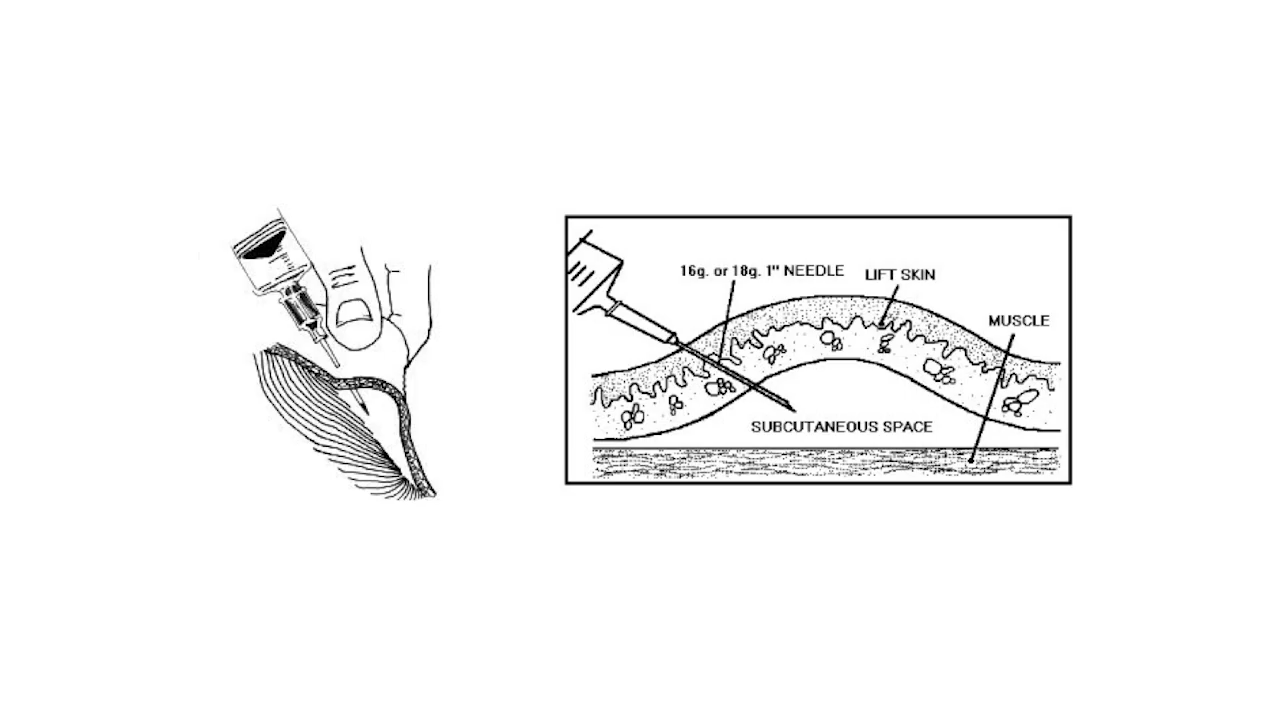 16g. or 18g. 1" NEEDLE
LIFT SKIN
MUSCLE
SUBCUTANEOUS SPACE